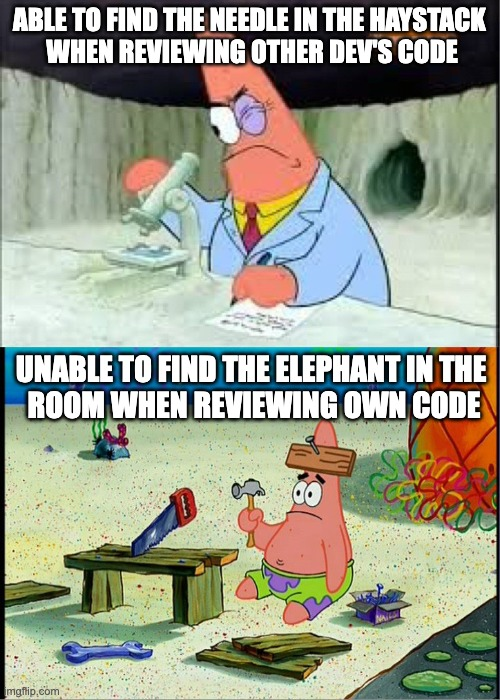 ABLE TO FIND THE NEEDLE IN THE HAYSTACK
WHEN REVIEWING OTHER DEV'S CODE
UNABLE TO FIND THE ELEPHANT IN THE
ROOM WHEN REVIEWING OWN CODE
imgflip.com